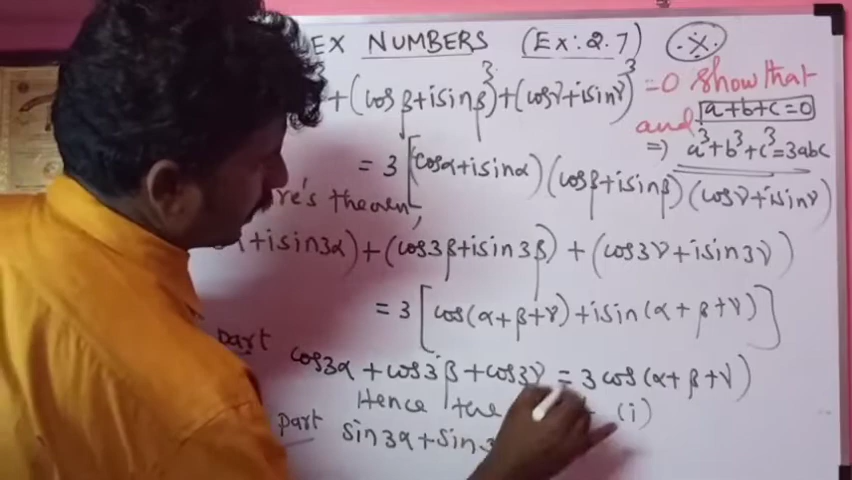 EX NUMBERS (Ex: 2.7) ·X·
+ (cosβ+isinβ)³ + (cosγ+isinγ)³ = 0 show that
and a+b+c=0
⇒ a³+b³+c³=3abc
= 3 [(cosα+isinα)(cosβ+isinβ)(cosγ+isinγ)
re's theorem,
+isin3α) + (cos3β+isin3β) + (cos3γ+isin3γ)
= 3 [cos(α+β+γ)+isin(α+β+γ)]
part cos3α + cos3β + cos3γ = 3 cos(α+β+γ)
Hence the (i)
part sin3α + sin3